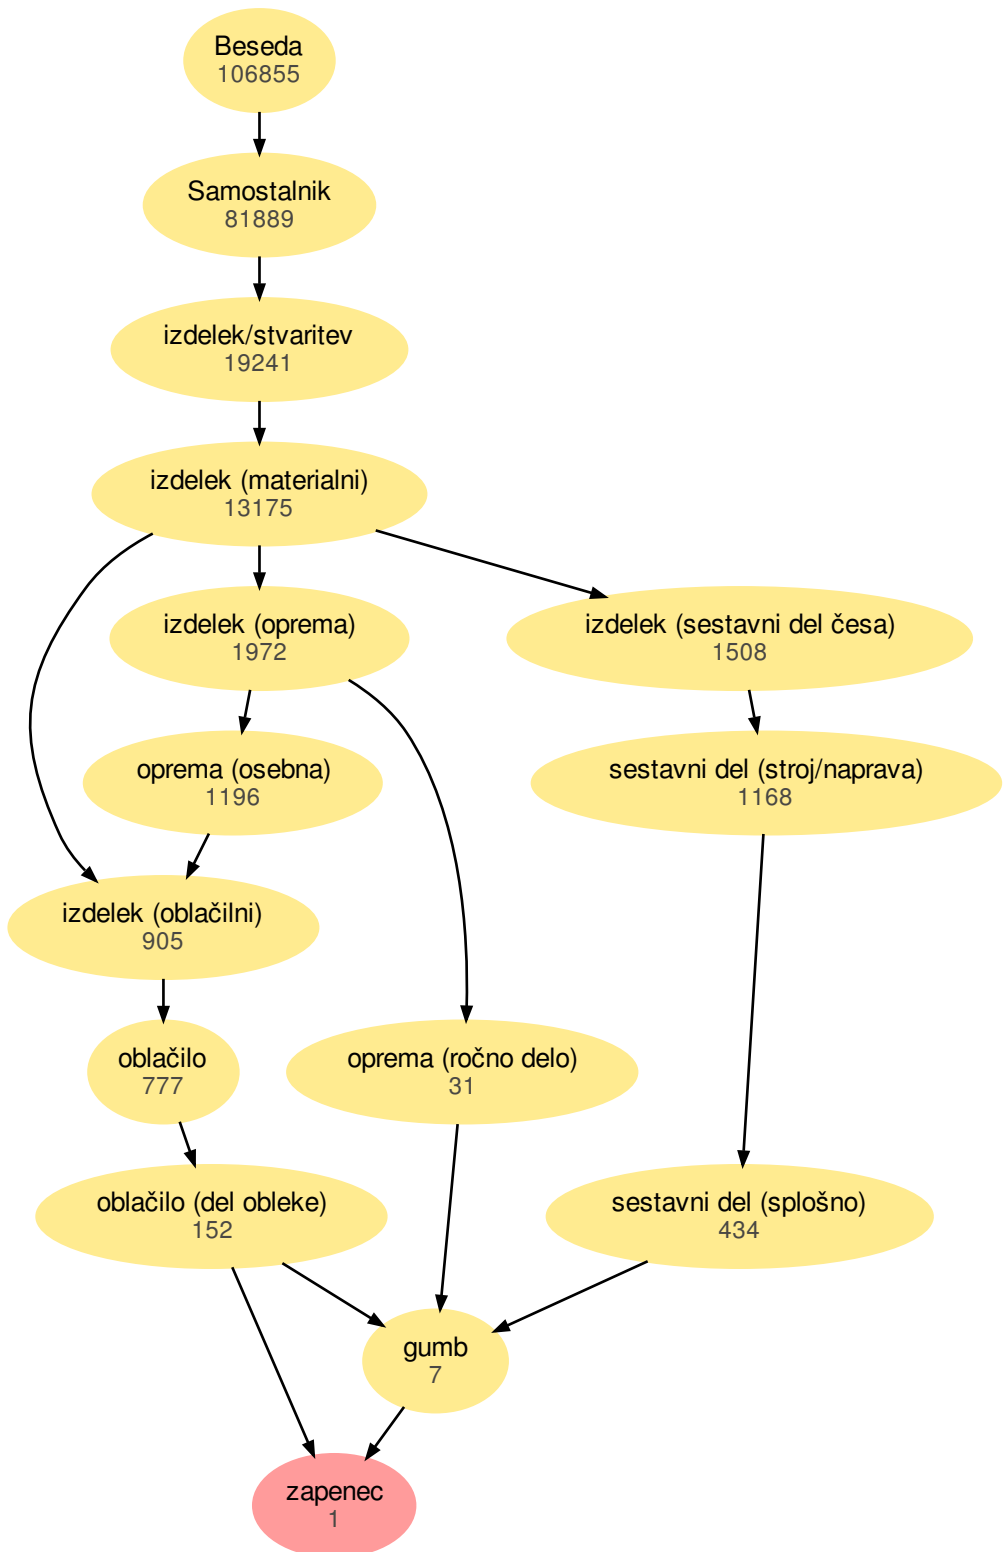 Beseda
106855
Samostalnik
81889
izdelek/stvaritev
19241
izdelek (materialni)
13175
izdelek (oprema)
1972
izdelek (sestavni del česa)
1508
oprema (osebna)
1196
sestavni del (stroj/naprava)
1168
izdelek (oblačilni)
905
oblačilo
777
oprema (ročno delo)
31
oblačilo (del obleke)
152
sestavni del (splošno)
434
gumb
7
zapenec
1